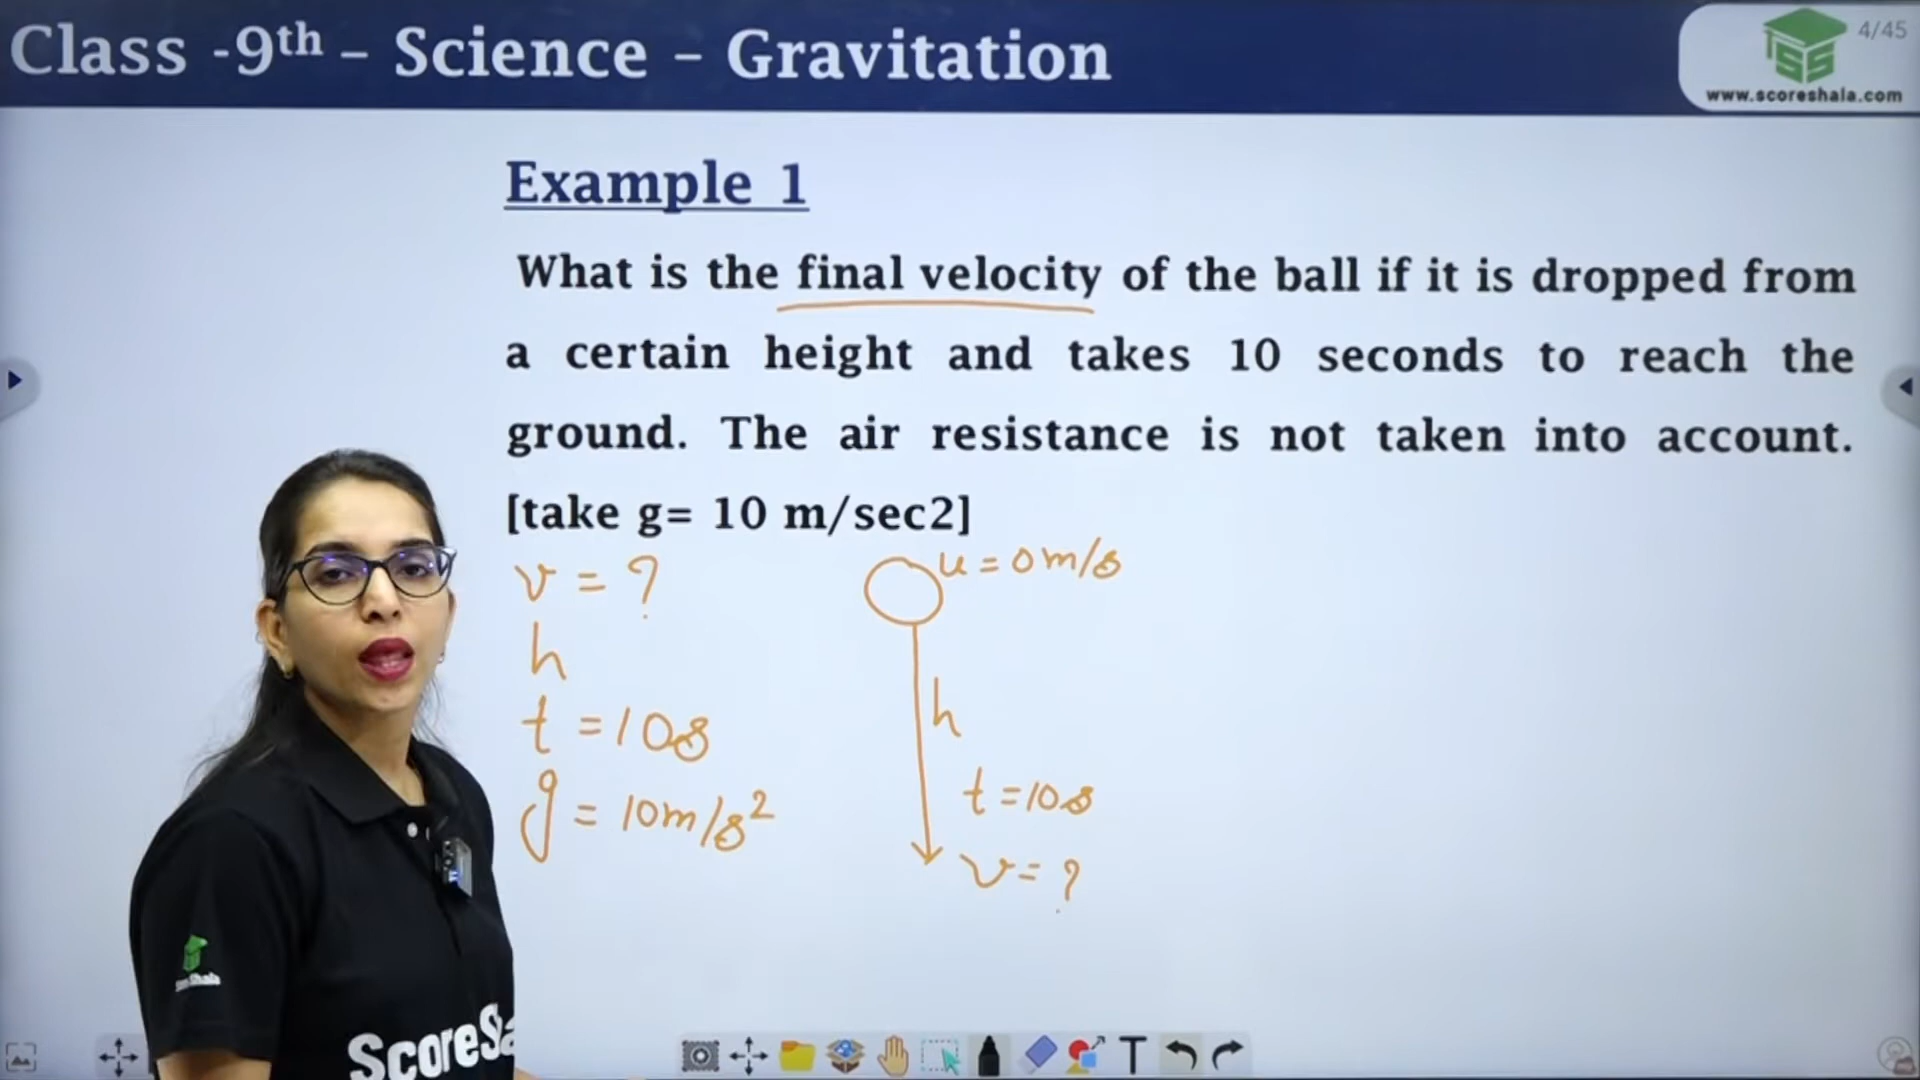 Class -9th – Science – Gravitation
4/45
www.scoreshala.com
Example 1
What is the final velocity of the ball if it is dropped from
a certain height and takes 10 seconds to reach the
ground. The air resistance is not taken into account.
[take g= 10 m/sec2]
v = ?
h
t = 10s
g = 10m/s²
u = 0m/s
h
t = 10s
v = ?
ScoreS
T